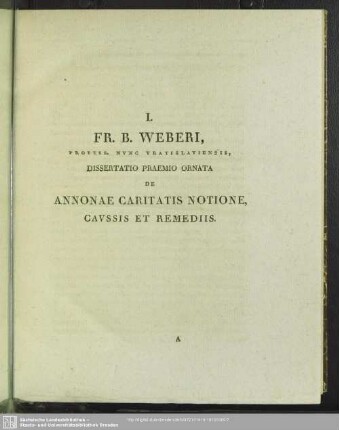 I.
FR. B. WEBERI,
PROFESS. NVNC VRATISLAVIENSIS,
DISSERTATIO PRAEMIO ORNATA
DE
ANNONAE CARITATIS NOTIONE,
CAVSSIS ET REMEDIIS.
A
Sächsische Landesbibliothek -
Staats- und Universitätsbibliothek Dresden